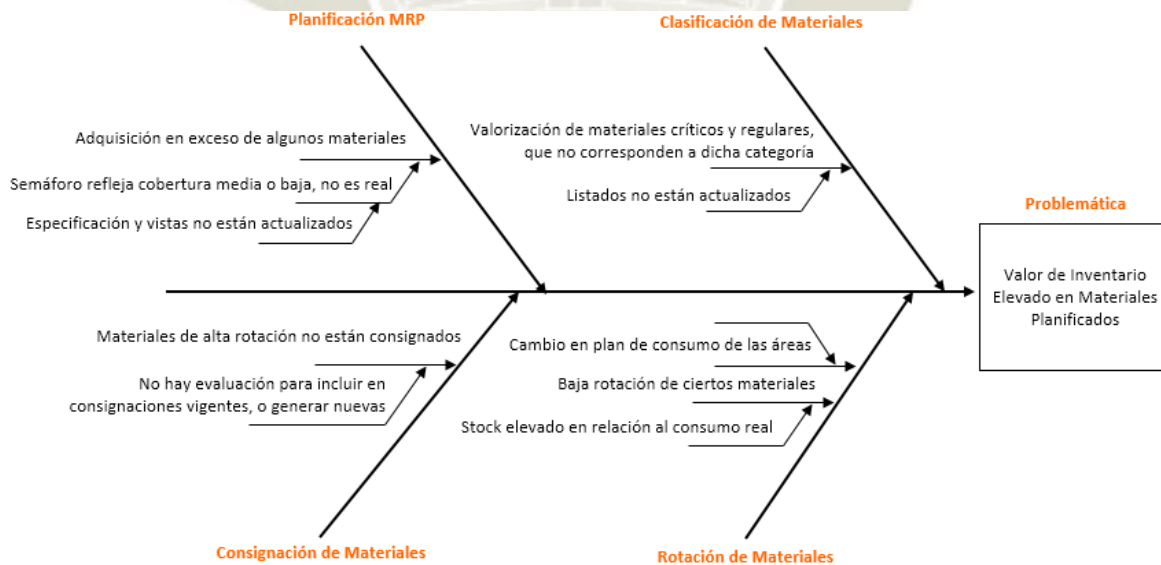 Planificación MRP
Clasificación de Materiales
Adquisición en exceso de algunos materiales
Semáforo refleja cobertura media o baja, no es real
Especificación y vistas no están actualizados
Valorización de materiales críticos y regulares,
que no corresponden a dicha categoría
Listados no están actualizados
Problemática
Valor de Inventario
Elevado en Materiales
Planificados
Materiales de alta rotación no están consignados
No hay evaluación para incluir en
consignaciones vigentes, o generar nuevas
Cambio en plan de consumo de las áreas
Baja rotación de ciertos materiales
Stock elevado en relación al consumo real
Consignación de Materiales
Rotación de Materiales